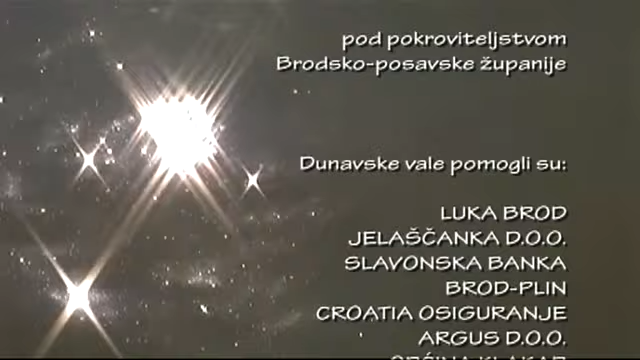 pod pokroviteljstvom
Brodsko-posavske županije
Dunavske vale pomogli su:
LUKA BROD
JELAŠČANKA D.O.O.
SLAVONSKA BANKA
BROD-PLIN
CROATIA OSIGURANJE
ARGUS D.O.O.